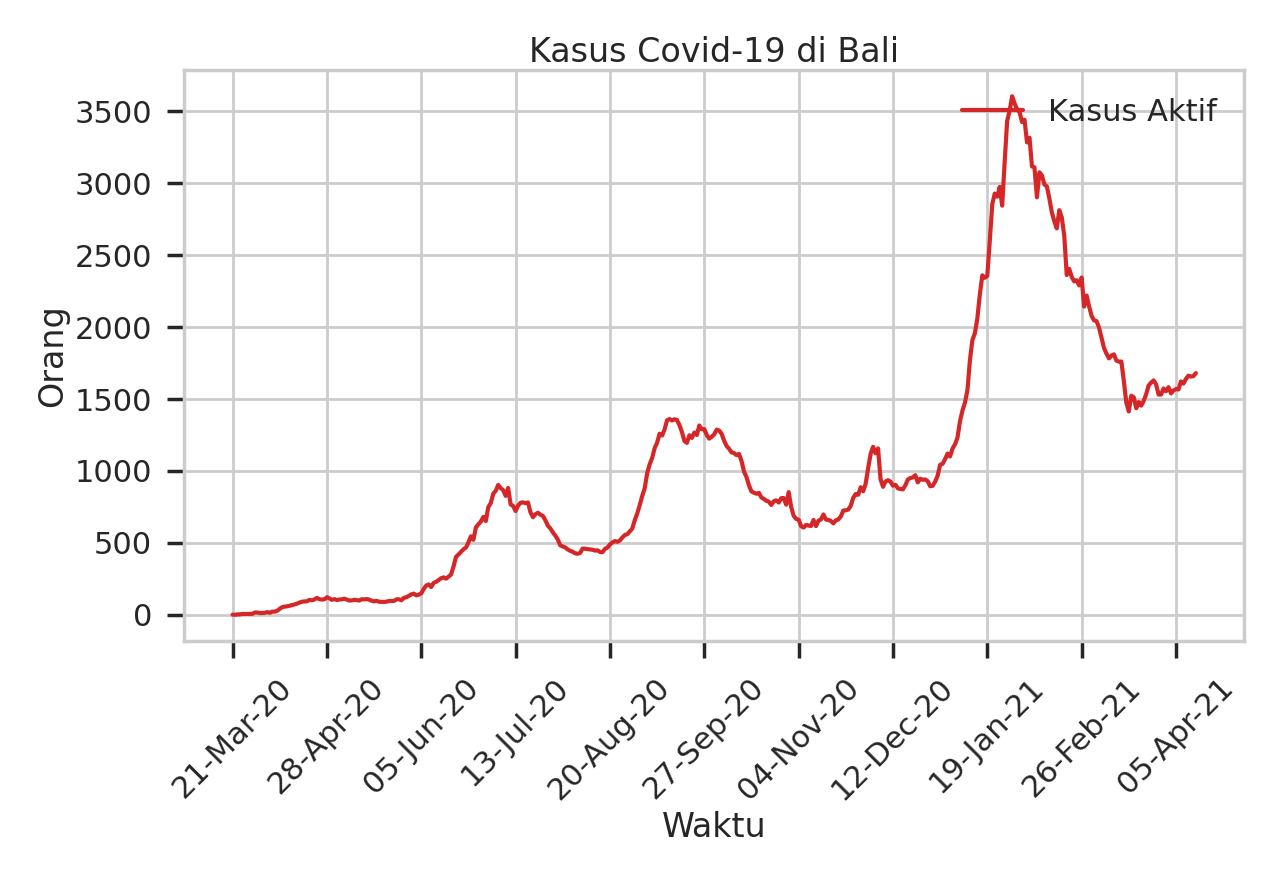 Kasus Covid-19 di Bali
Kasus Aktif
Orang
3500
3000
2500
2000
1500
1000
500
0
21-Mar-20
28-Apr-20
05-Jun-20
13-Jul-20
20-Aug-20
27-Sep-20
04-Nov-20
12-Dec-20
19-Jan-21
26-Feb-21
05-Apr-21
Waktu